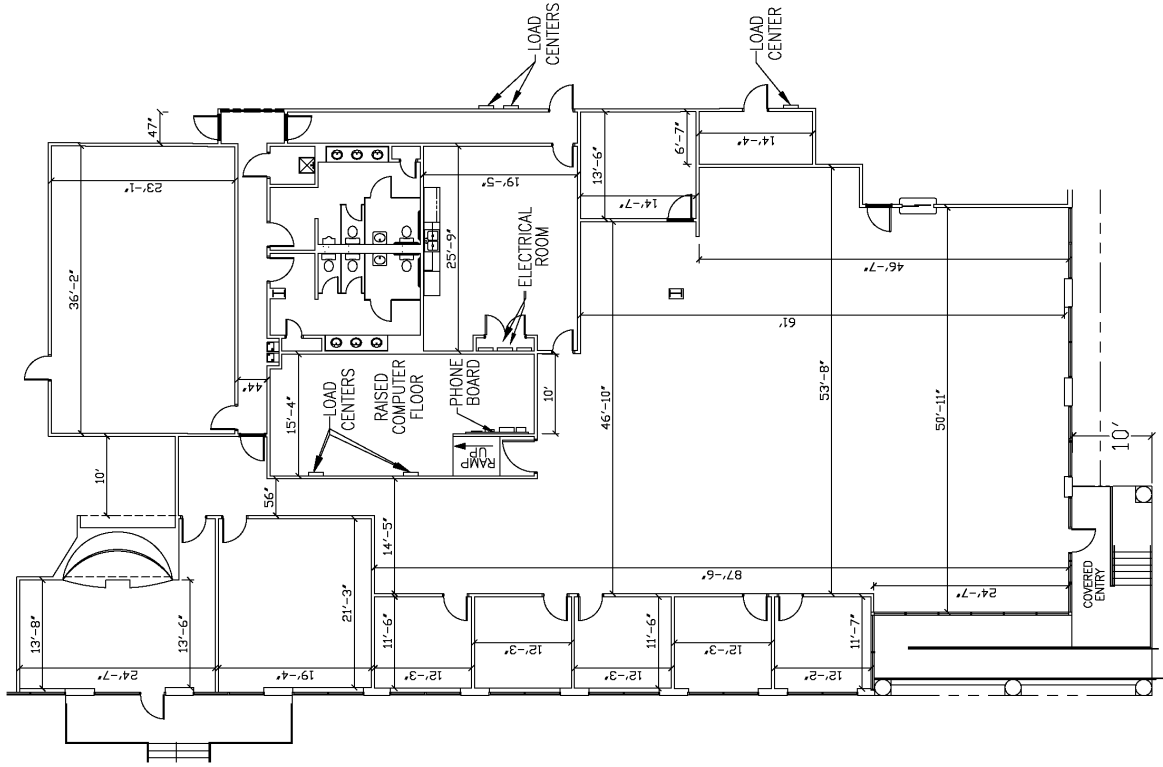 LOAD
CENTERS
LOAD
CENTER
47"
23'-1"
36'-2"
19'-5"
13'-6"
6'-7"
14'-4"
14'-7"
25'-9"
ELECTRICAL
ROOM
46'-7"
61'
44"
15'-4"
LOAD
CENTERS
RAISED
COMPUTER
FLOOR
PHONE
BOARD
10'
46'-10"
53'-8"
50'-11"
10'
RAMP
UP
10'
56"
14'-5"
87'-6"
24'-7"
COVERED
ENTRY
13'-8"
13'-6"
21'-3"
11'-6"
11'-6"
11'-7"
24'-7"
19'-4"
12'-3"
12'-3"
12'-3"
12'-3"
12'-2"